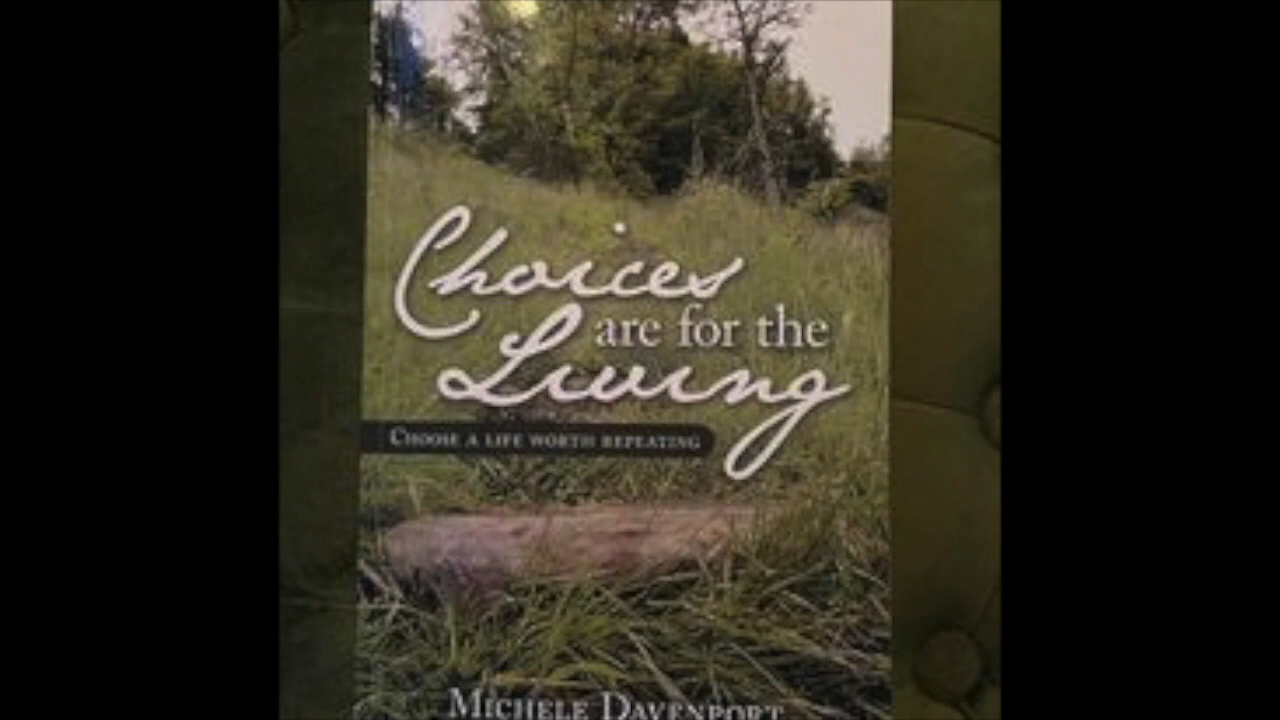 Choices
are for the
Living
CHOOSE A LIFE WORTH REPEATING
MICHELE DAVENPORT